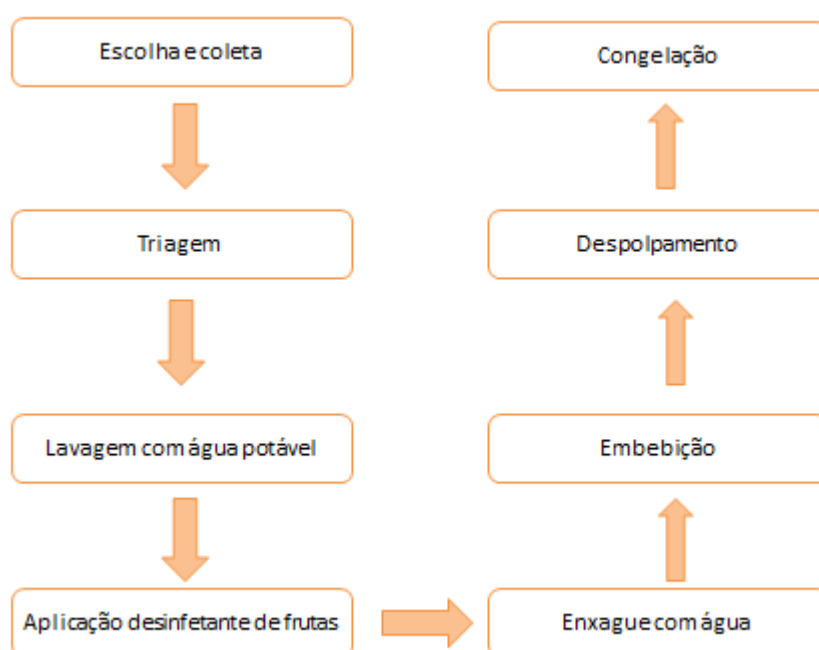 Escolha e coleta
Triagem
Lavagem com água potável
Aplicação desinfetante de frutas
Enxague com água
Embebição
Despolpamento
Congelação